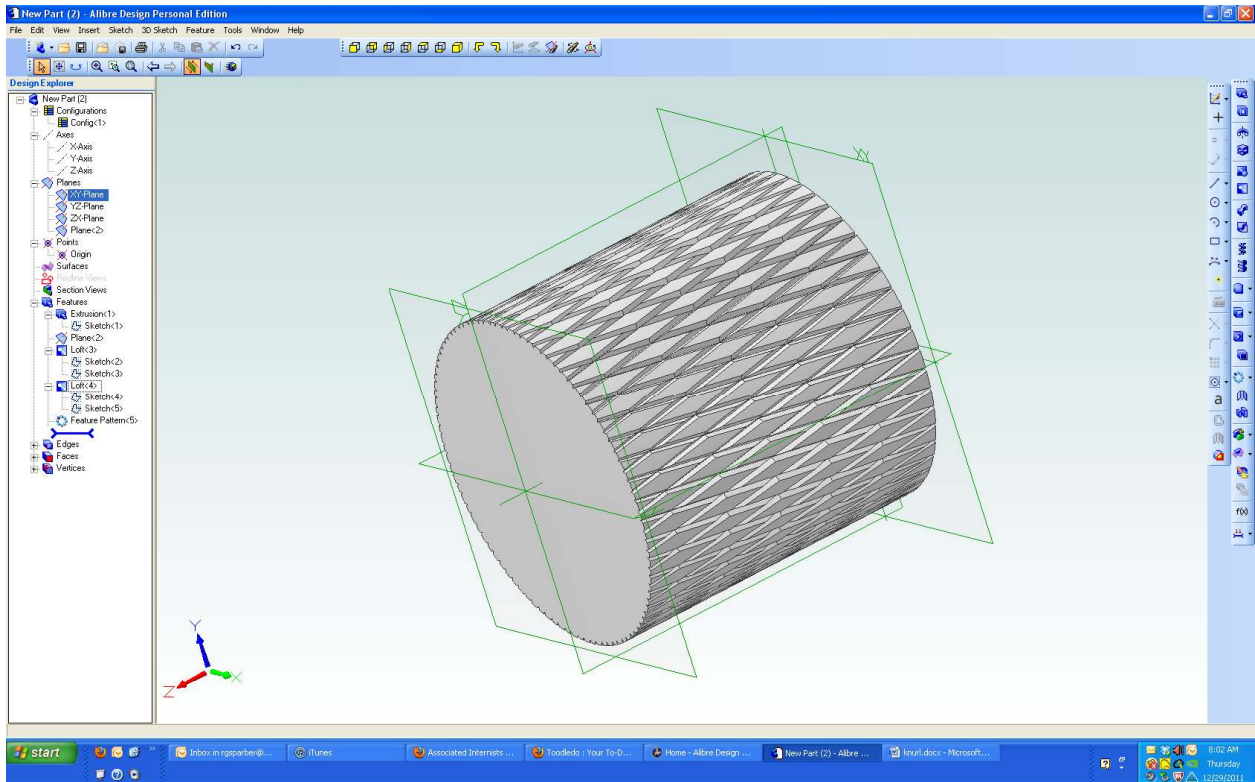 New Part (2) - Alibre Design Personal Edition
File Edit View Insert Sketch 3D Sketch Feature Tools Window Help
Design Explorer
New Part (2)
Configurations
Config<1>
Axes
X-Axis
Y-Axis
Z-Axis
Planes
XY-Plane
YZ-Plane
ZX-Plane
Plane<2>
Points
Origin
Surfaces
Redline Views
Section Views
Features
Extrusion<1>
Sketch<1>
Plane<2>
Loft<3>
Sketch<2>
Sketch<3>
Loft<4>
Sketch<4>
Sketch<5>
Feature Pattern<5>
Edges
Faces
Vertices
Y
X
Z
a
f(x)
start
Inbox in rgsparber@...
iTunes
Associated Internists ...
Toodledo : Your To-D...
Home - Alibre Design ...
New Part (2) - Alibre ...
knurl.docx - Microsoft...
8:02 AM
Thursday
12/29/2011